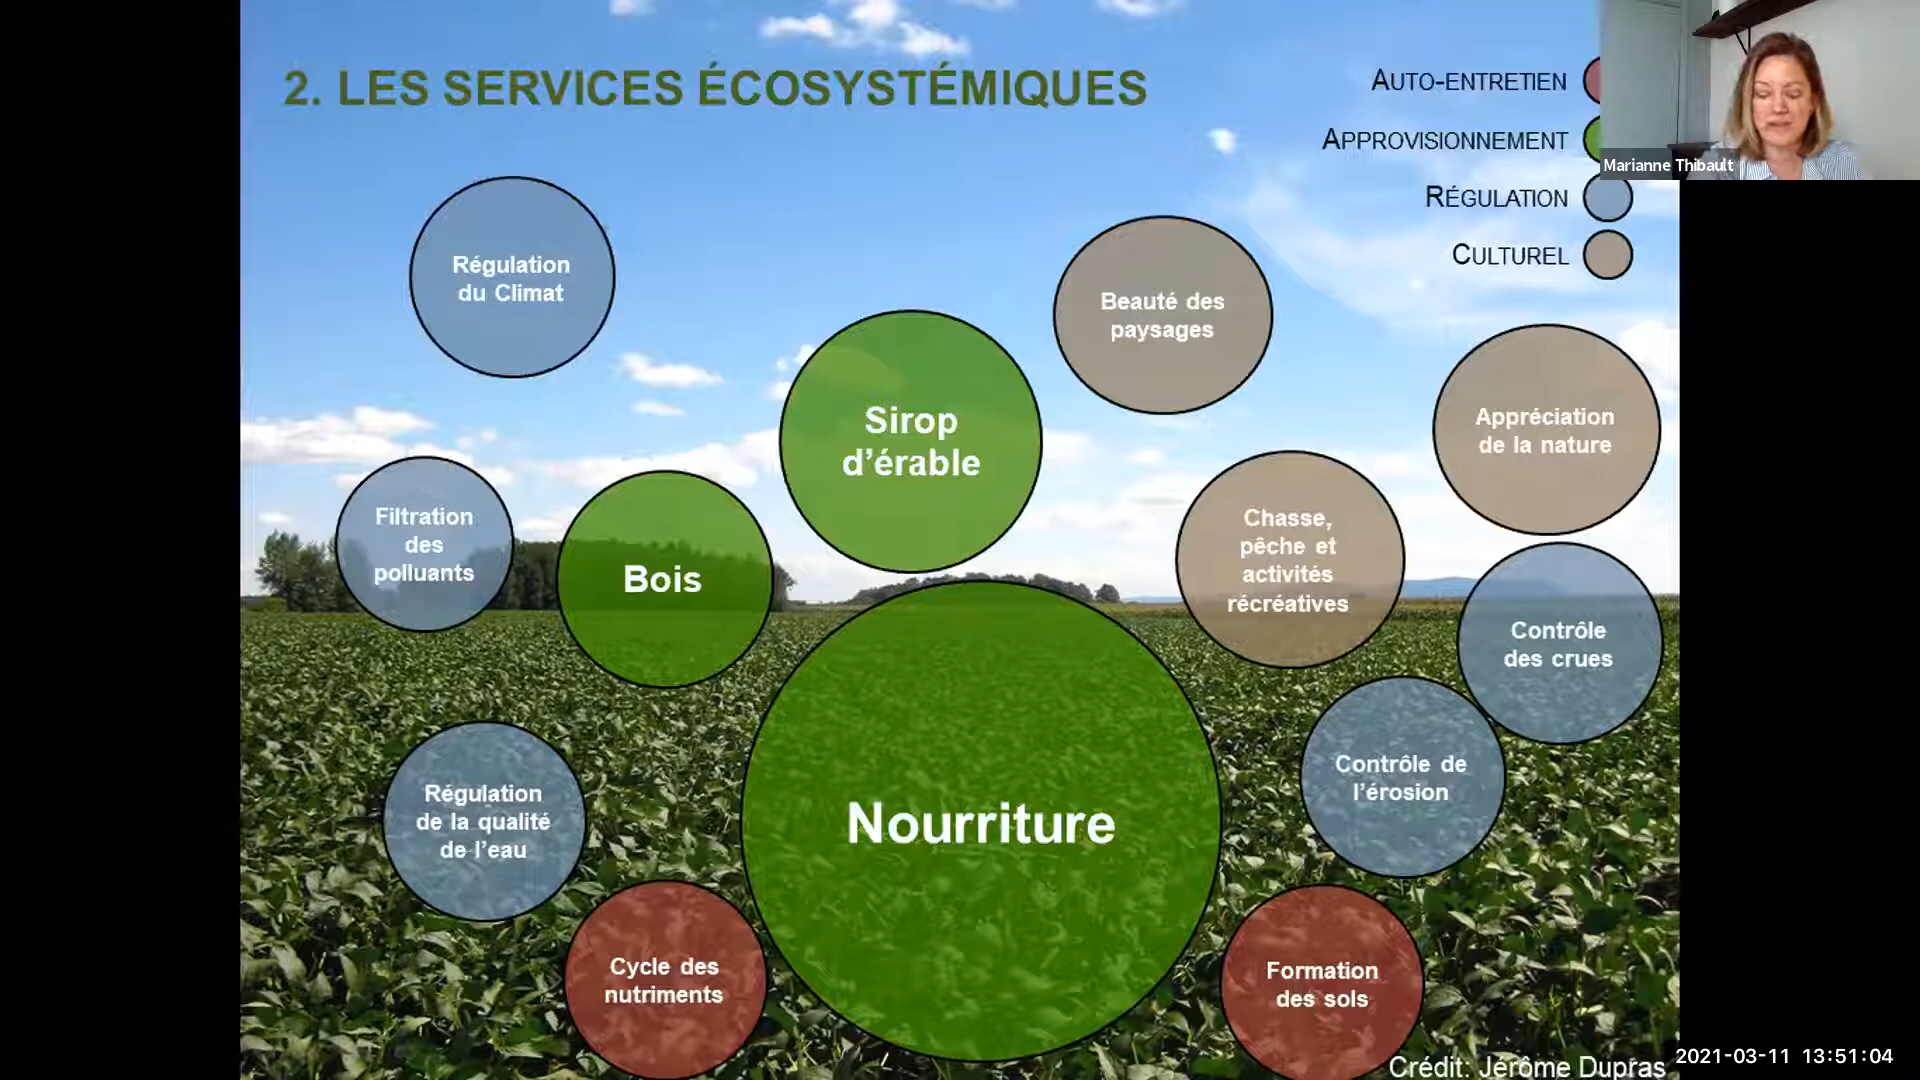 2. LES SERVICES ÉCOSYSTÉMIQUES
AUTO-ENTRETIEN
APPROVISIONNEMENT
RÉGULATION
CULTUREL
Marianne Thibault
Régulation
du Climat
Beauté des
paysages
Sirop
d’érable
Appréciation
de la nature
Filtration
des
polluants
Bois
Chasse,
pêche et
activités
récréatives
Contrôle
des crues
Contrôle de
l’érosion
Régulation
de la qualité
de l’eau
Nourriture
Cycle des
nutriments
Formation
des sols
Crédit: Jérôme Dupras
2021-03-11 13:51:04